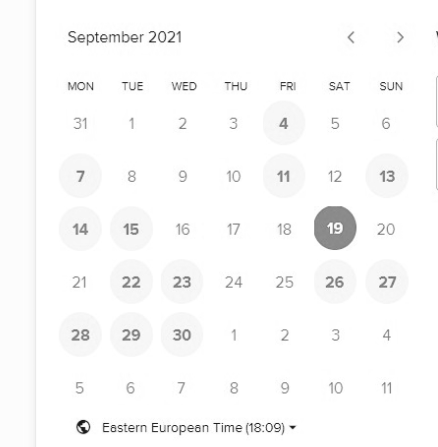 September 2021 < >
MON TUE WED THU FRI SAT SUN
31 1 2 3 4 5 6
7 8 9 10 11 12 13
14 15 16 17 18 19 20
21 22 23 24 25 26 27
28 29 30 1 2 3 4
5 6 7 8 9 10 11
Eastern European Time (18:09)